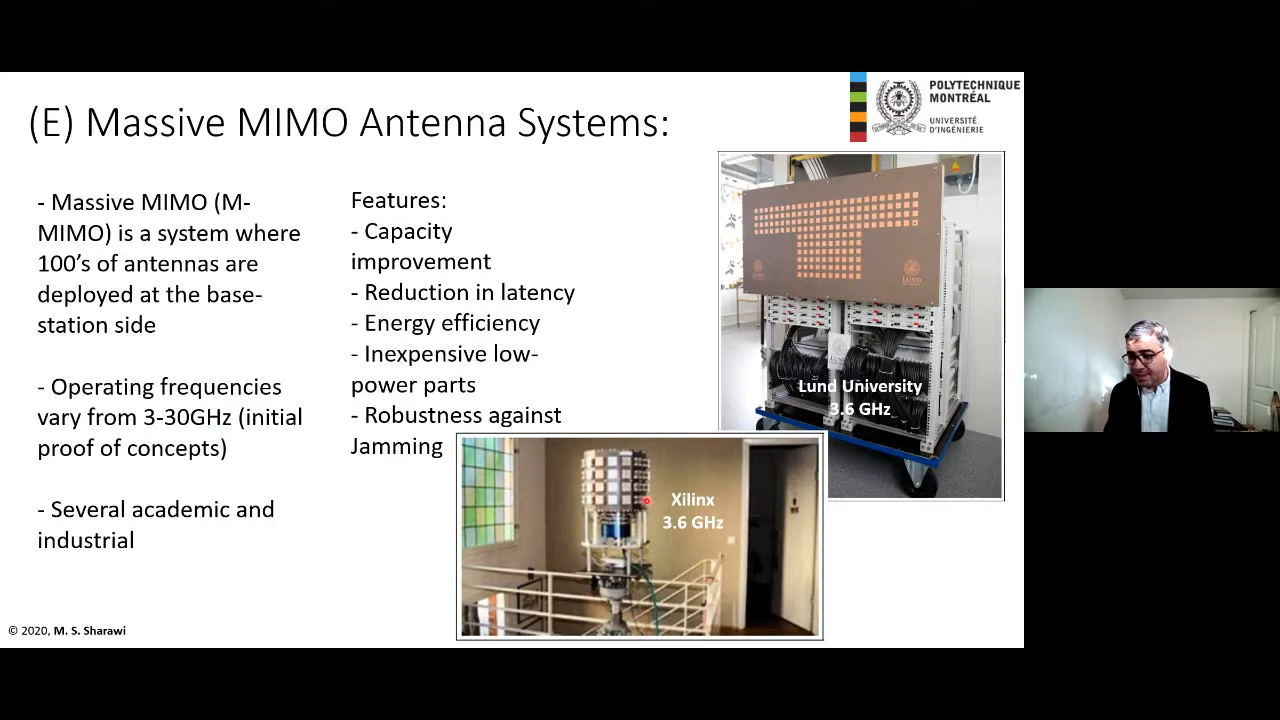 (E) Massive MIMO Antenna Systems:
POLYTECHNIQUE
MONTRÉAL
UNIVERSITÉ
D'INGÉNIERIE
- Massive MIMO (M-
MIMO) is a system where
100's of antennas are
deployed at the base-
station side
- Operating frequencies
vary from 3-30GHz (initial
proof of concepts)
- Several academic and
industrial
Features:
- Capacity
improvement
- Reduction in latency
- Energy efficiency
- Inexpensive low-
power parts
- Robustness against
Jamming
LUND
Lund University
3.6 GHz
Xilinx
3.6 GHz
© 2020, M. S. Sharawi